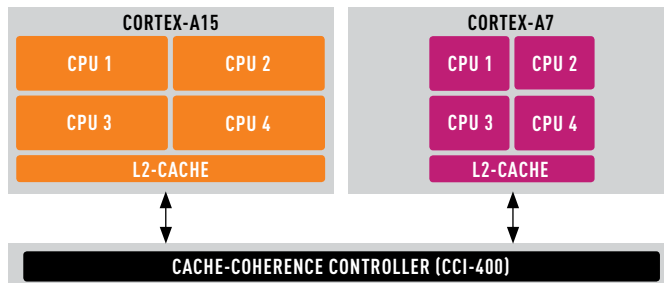 CORTEX-A15
CPU 1 CPU 2
CPU 3 CPU 4
L2-CACHE
CORTEX-A7
CPU 1 CPU 2
CPU 3 CPU 4
L2-CACHE
CACHE-COHERENCE CONTROLLER (CCI-400)